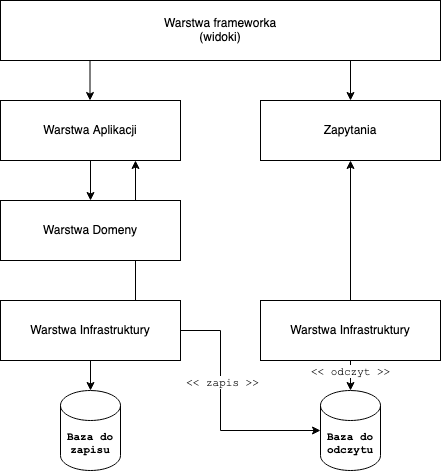 Warstwa frameworka
(widoki)
Warstwa Aplikacji
Zapytania
Warstwa Domeny
Warstwa Infrastruktury
Warstwa Infrastruktury
<< zapis >>
<< odczyt >>
Baza do
zapisu
Baza do
odczytu